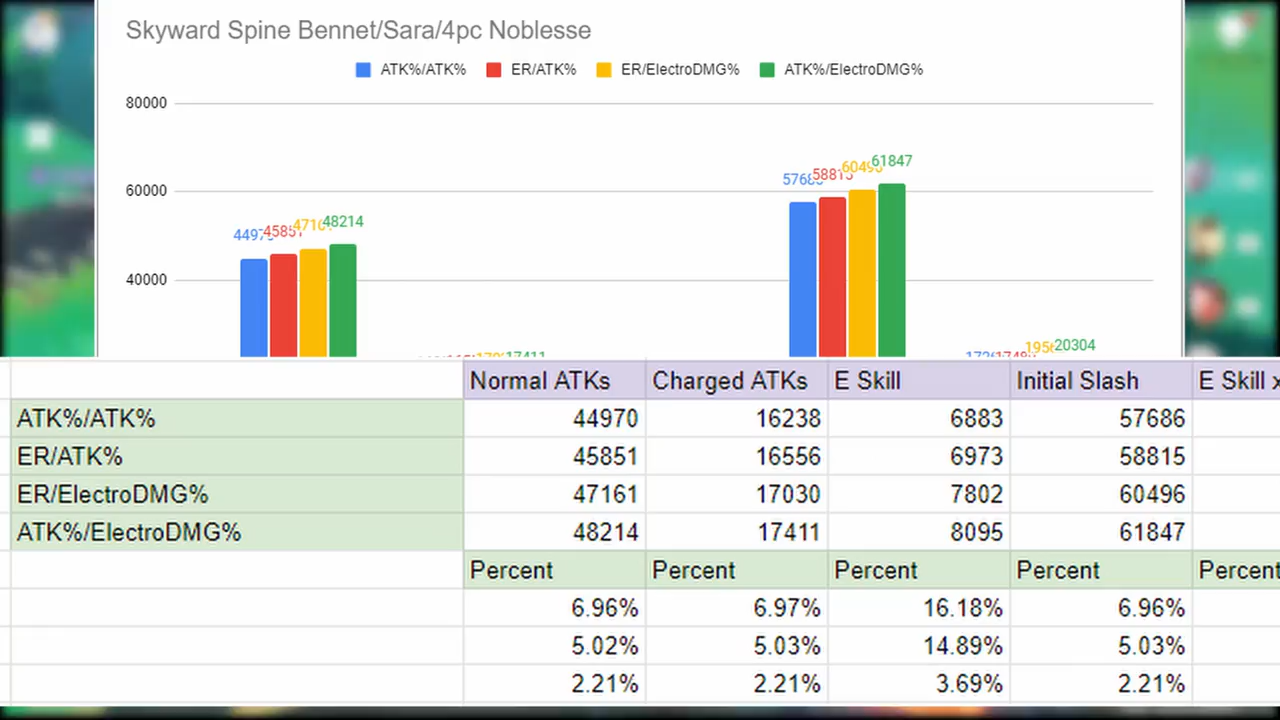 Skyward Spine Bennet/Sara/4pc Noblesse
ATK%/ATK% ER/ATK% ER/ElectroDMG% ATK%/ElectroDMG%
80000
61847
60000
48214
40000
20304
17411
Normal ATKs Charged ATKs E Skill Initial Slash E Skill x
ATK%/ATK% 44970 16238 6883 57686
ER/ATK% 45851 16556 6973 58815
ER/ElectroDMG% 47161 17030 7802 60496
ATK%/ElectroDMG% 48214 17411 8095 61847
Percent Percent Percent Percent Percent
6.96% 6.97% 16.18% 6.96%
5.02% 5.03% 14.89% 5.03%
2.21% 2.21% 3.69% 2.21%